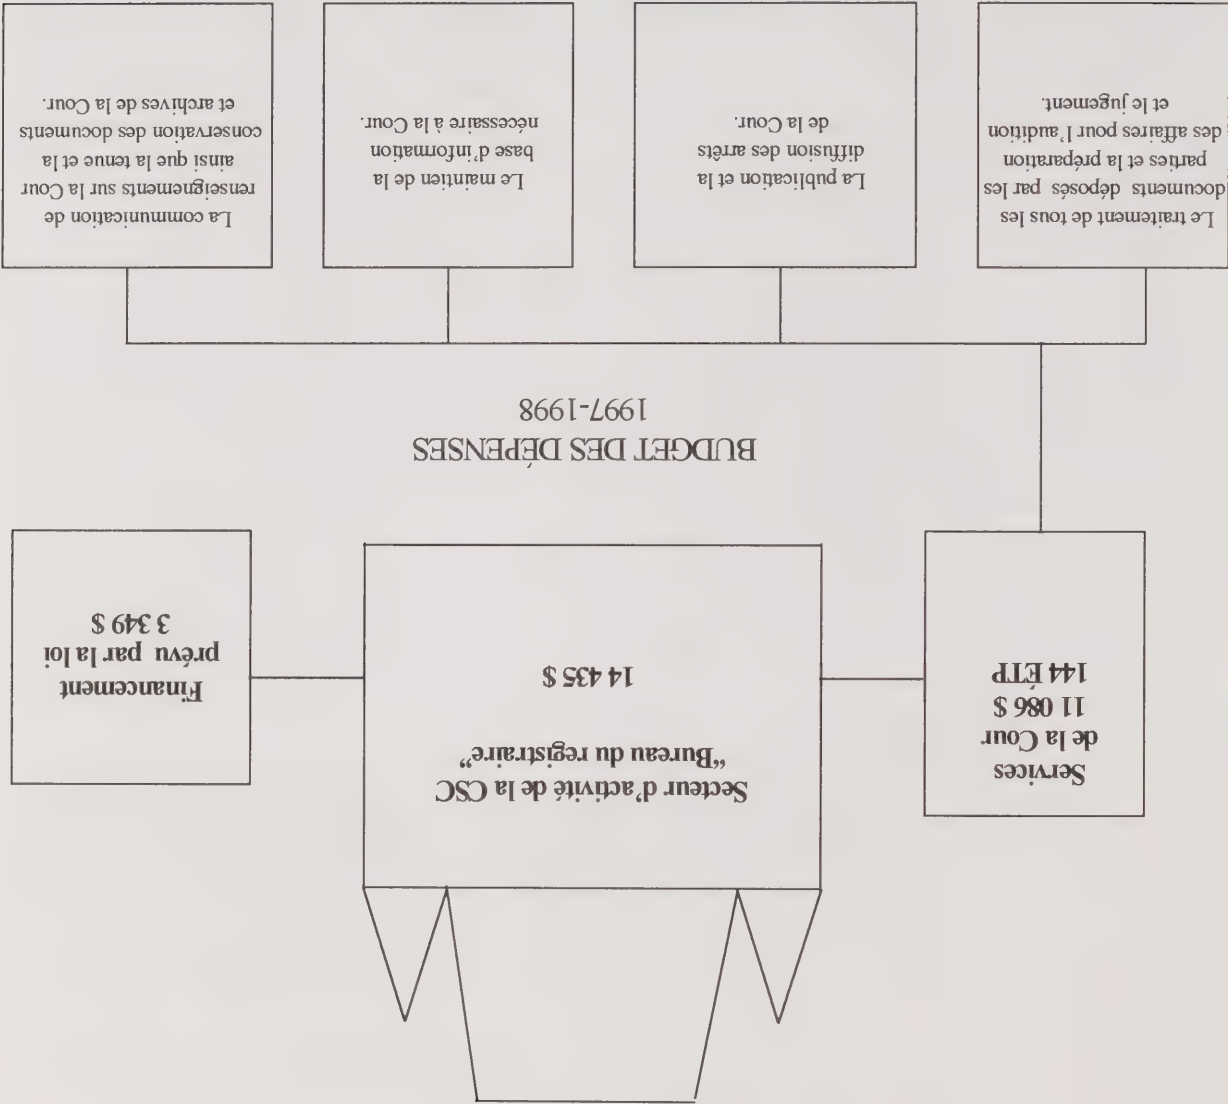 Services
de la Cour
11 086 $
144 ÉTP
Secteur d'activité de la CSC
“Bureau du registraire”
14 435 $
Financement
prévu par la loi
3 349 $
BUDGET DES DÉPENSES
1997-1998
Le traitement de tous les
documents déposés par les
parties et la préparation
des affaires pour l'audition
et le jugement.
La publication et la
diffusion des arrêts
de la Cour.
Le maintien de la
base d'information
nécessaire à la Cour.
La communication de
renseignements sur la Cour
ainsi que la tenue et la
conservation des documents
et archives de la Cour.